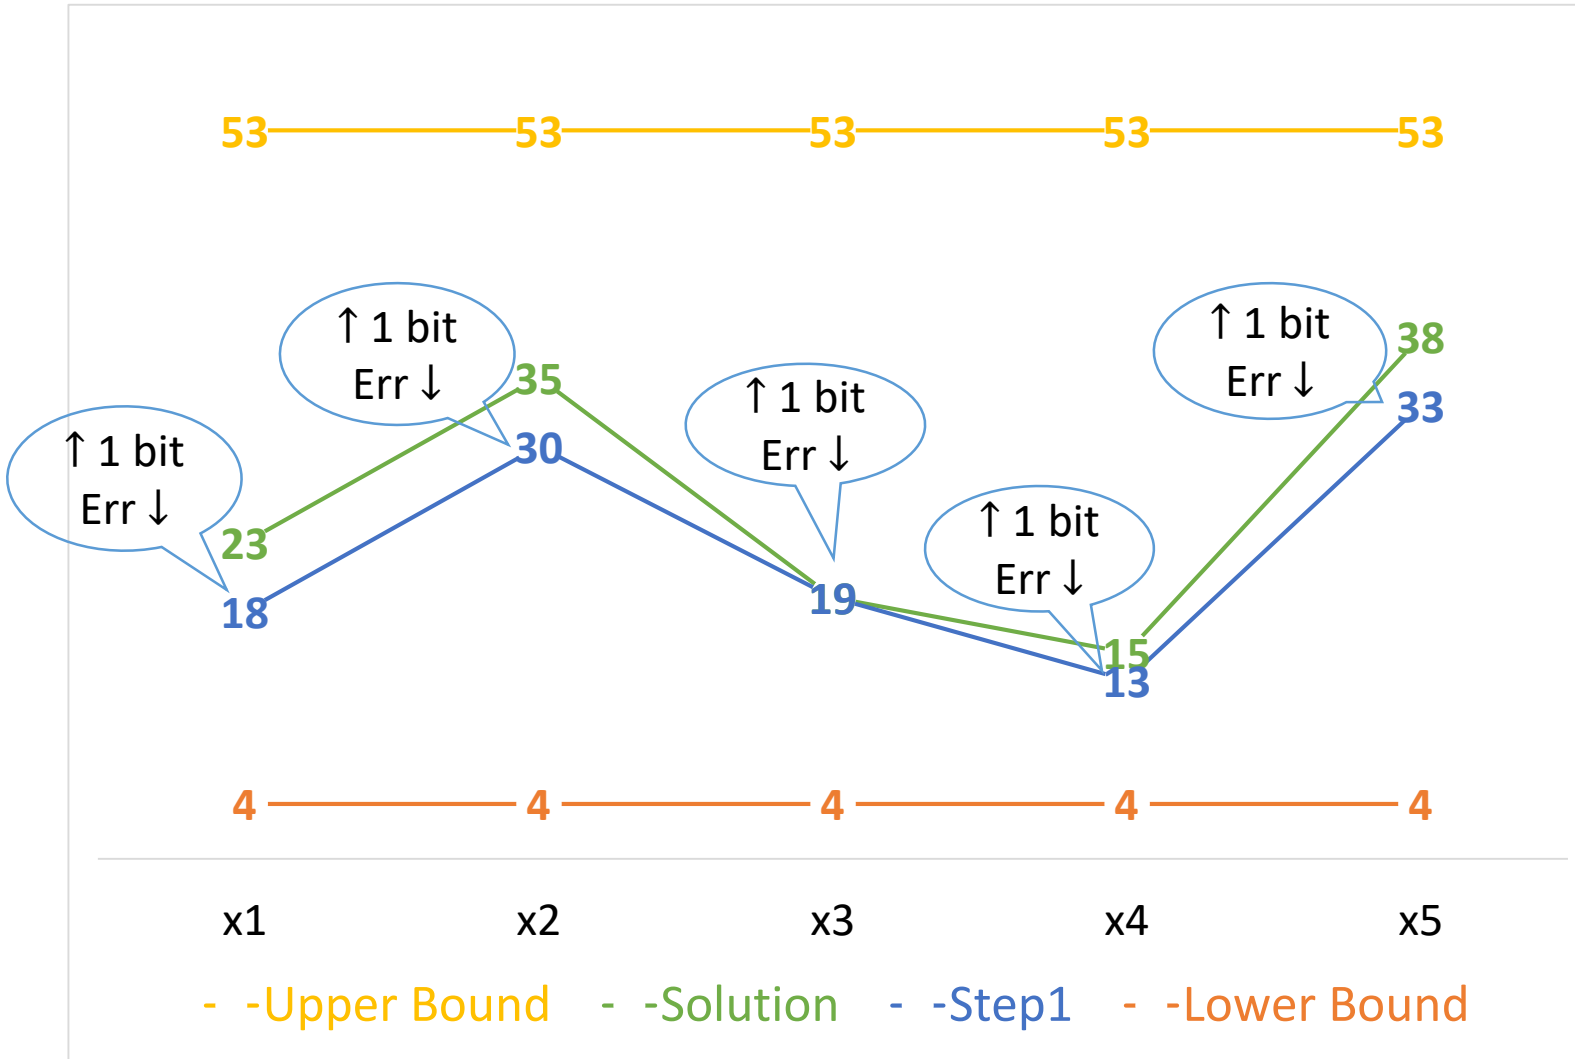 53 53 53 53 53
↑ 1 bit
Err ↓
↑ 1 bit
Err ↓
↑ 1 bit
Err ↓
↑ 1 bit
Err ↓
↑ 1 bit
Err ↓
23 35 15 38
18 30 19 13 33
4 4 4 4 4
x1 x2 x3 x4 x5
- -Upper Bound - -Solution - -Step1 - -Lower Bound